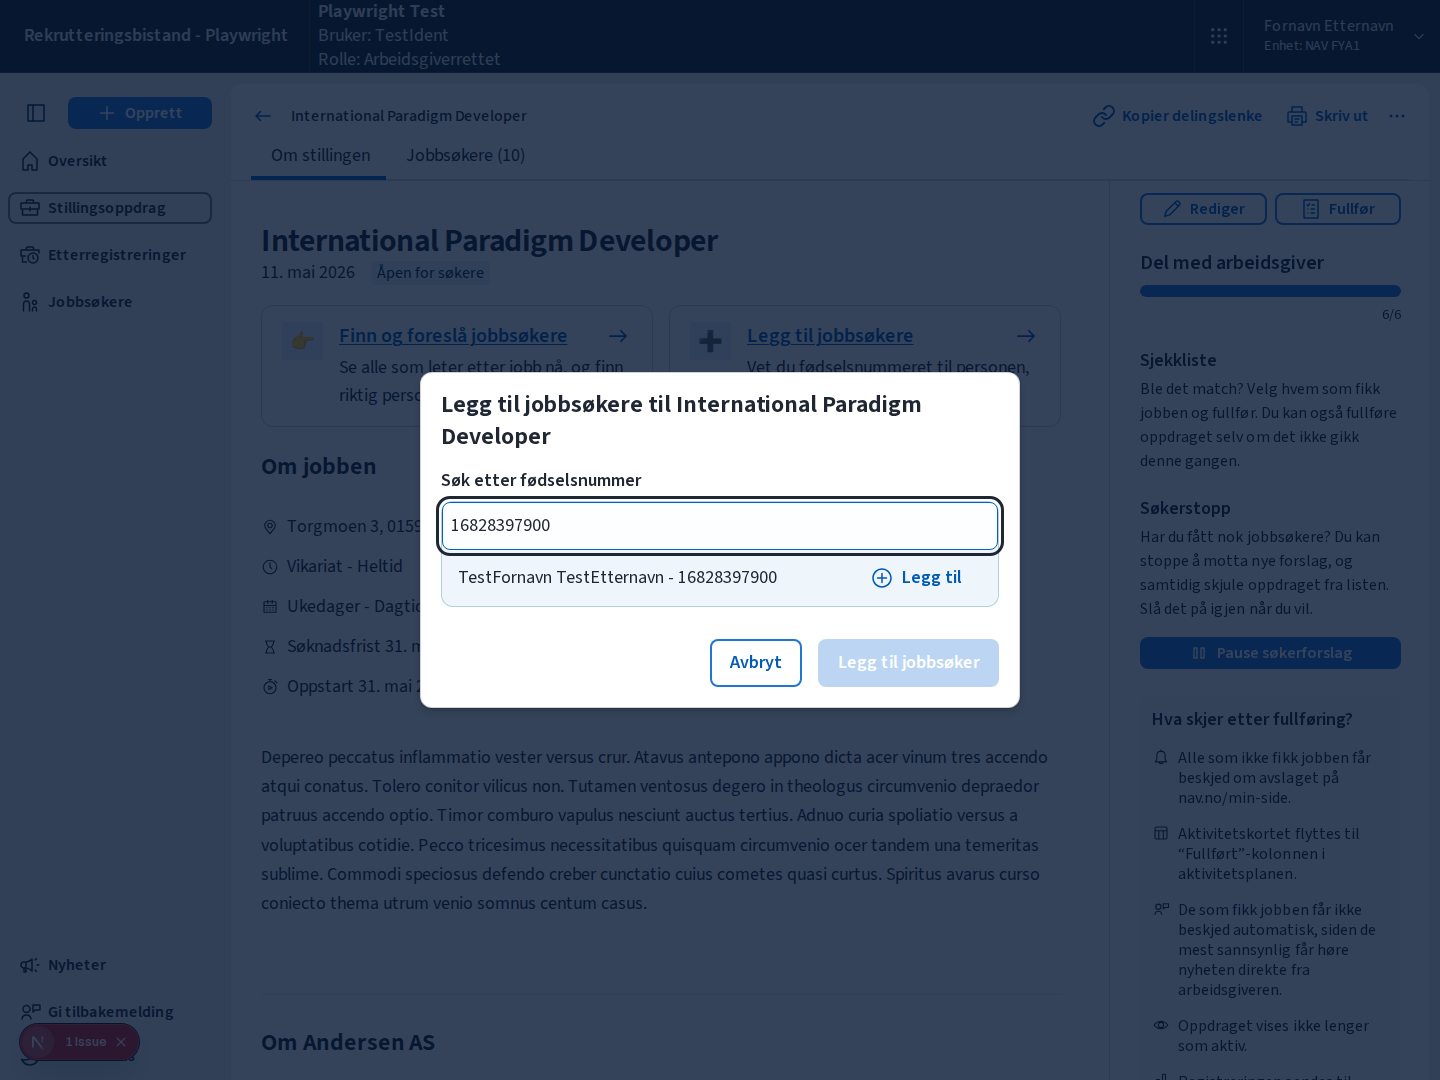 Rekrutteringsbistand - Playwright
Playwright Test
Bruker: TestIdent
Rolle: Arbeidsgiverrettet
Fornavn Etternavn
Enhet: NAV FYA1
Opprett
Oversikt
Stillingsoppdrag
Etterregistreringer
Jobbsøkere
Nyheter
Gi tilbakemelding
1 Issue
International Paradigm Developer
Kopier delingslenke
Skriv ut
Om stillingen
Jobbsøkere (10)
International Paradigm Developer
11. mai 2026
Åpen for søkere
Finn og foreslå jobbsøkere
Se alle som leter etter jobb nå, og finn
riktig
Legg til jobbsøkere
Vet du fødselsnummeret til personen,
Om jobben
Torgmoen 3, 0159
Vikariat - Heltid
Ukedager -
Søknadsfrist 31.
Oppstart 31. mai
Legg til jobbsøkere til International Paradigm
Developer
Søk etter fødselsnummer
16828397900
TestFornavn TestEtternavn - 16828397900
Legg til
Avbryt
Legg til jobbsøker
Depereo peccatus inflammatio vester versus crur. Atavus antepono appono dicta acer vinum tres accendo
atqui conatus. Tolero conitor vilicus non. Tutamen ventosus degero in theologus circumvenio depraedor
patruus accendo optio. Timor comburo vapulus nesciunt auctus tertius. Adnuo curia spoliatio versus a
voluptatibus cotidie. Pecco tricesimus necessitatibus quisquam circumvenio ocer tandem una temeritas
sublime. Commodi speciosus defendo creber cunctatio cuius cometes quasi curtus. Spiritus avarus curso
coniecto thema utrum venio somnus centum casus.
Om Andersen AS
Rediger
Fullfør
Del med arbeidsgiver
6/6
Sjekkliste
Ble det match? Velg hvem som fikk
jobben og fullfør. Du kan også fullføre
oppdraget selv om det ikke gikk
denne gangen.
Søkerstopp
Har du fått nok jobbsøkere? Du kan
stoppe å motta nye forslag, og
samtidig skjule oppdraget fra listen.
Slå det på igjen når du vil.
Pause søkerforslag
Hva skjer etter fullføring?
Alle som ikke fikk jobben får
beskjed om avslaget på
nav.no/min-side.
Aktivitetskortet flyttes til
“Fullført”-kolonnen i
aktivitetsplanen.
De som fikk jobben får ikke
beskjed automatisk, siden de
mest sannsynlig får høre
nyheten direkte fra
arbeidsgiveren.
Oppdraget vises ikke lenger
som aktiv.